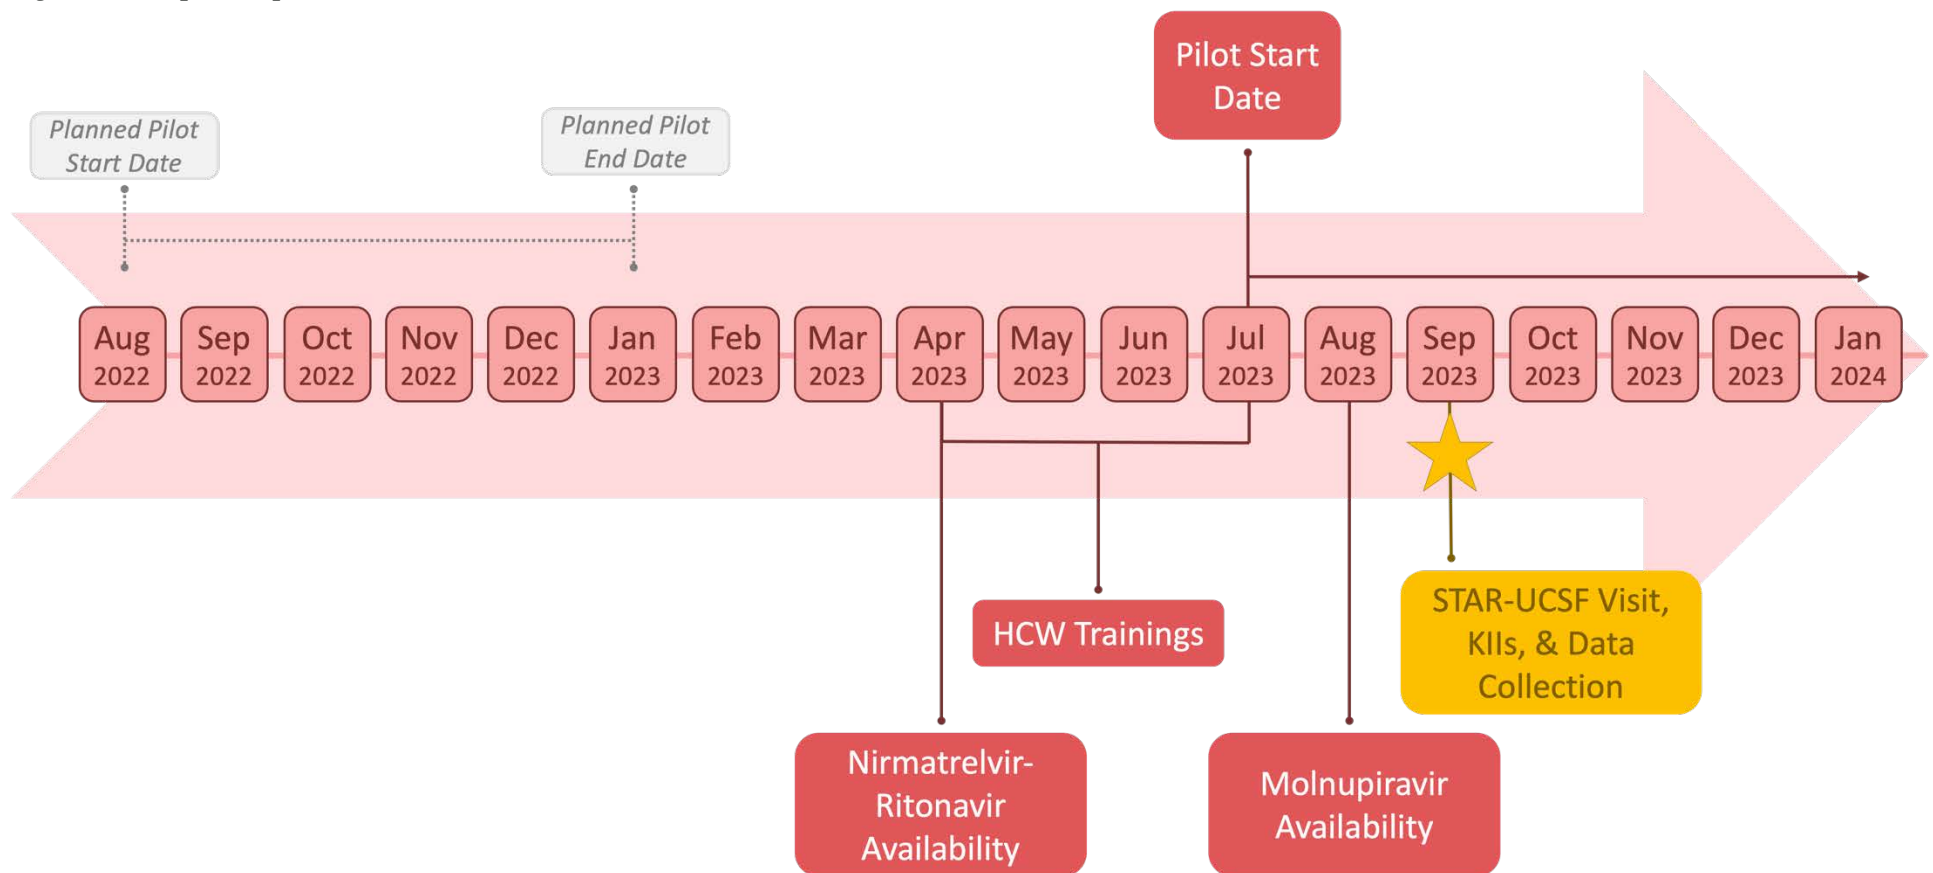 Pilot Start
Date
Planned Pilot
Start Date
Planned Pilot
End Date
Aug
2022
Sep
2022
Oct
2022
Nov
2022
Dec
2022
Jan
2023
Feb
2023
Mar
2023
Apr
2023
May
2023
Jun
2023
Jul
2023
Aug
2023
Sep
2023
Oct
2023
Nov
2023
Dec
2023
Jan
2024
HCW Trainings
STAR-UCSF Visit,
KIIs, & Data
Collection
Nirmatrelvir-
Ritonavir
Availability
Molnupiravir
Availability